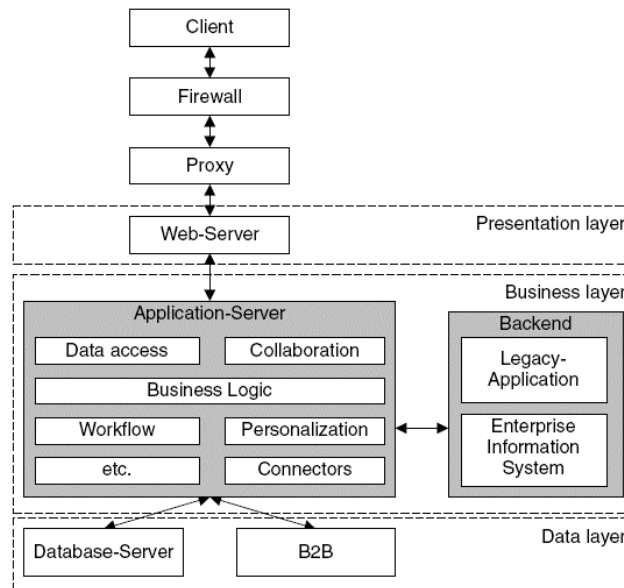 Client
Firewall
Proxy
Presentation layer
Web-Server
Business layer
Application-Server
Data access
Collaboration
Business Logic
Workflow
Personalization
etc.
Connectors
Backend
Legacy-
Application
Enterprise
Information
System
Data layer
Database-Server
B2B